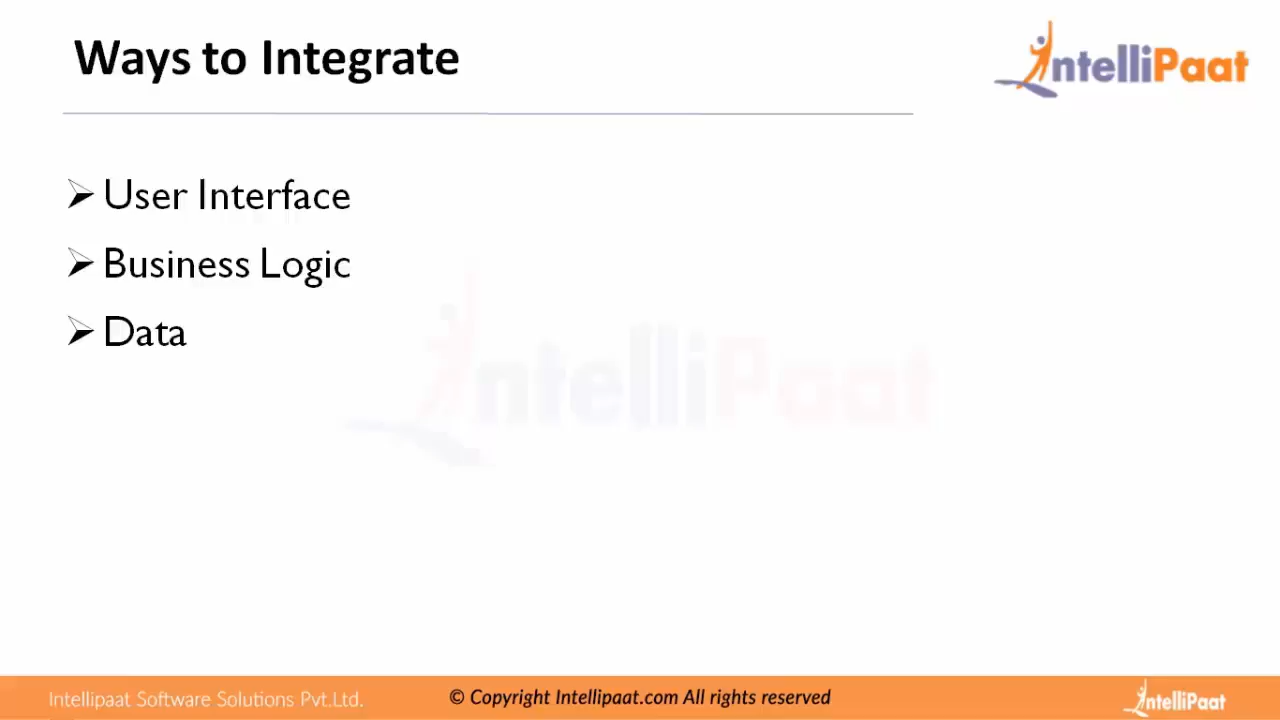 Ways to Integrate
IntelliPaat
➢ User Interface
➢ Business Logic
➢ Data
IntelliPaat
Intellipaat Software Solutions Pvt.Ltd.
© Copyright Intellipaat.com All rights reserved
IntelliPaat